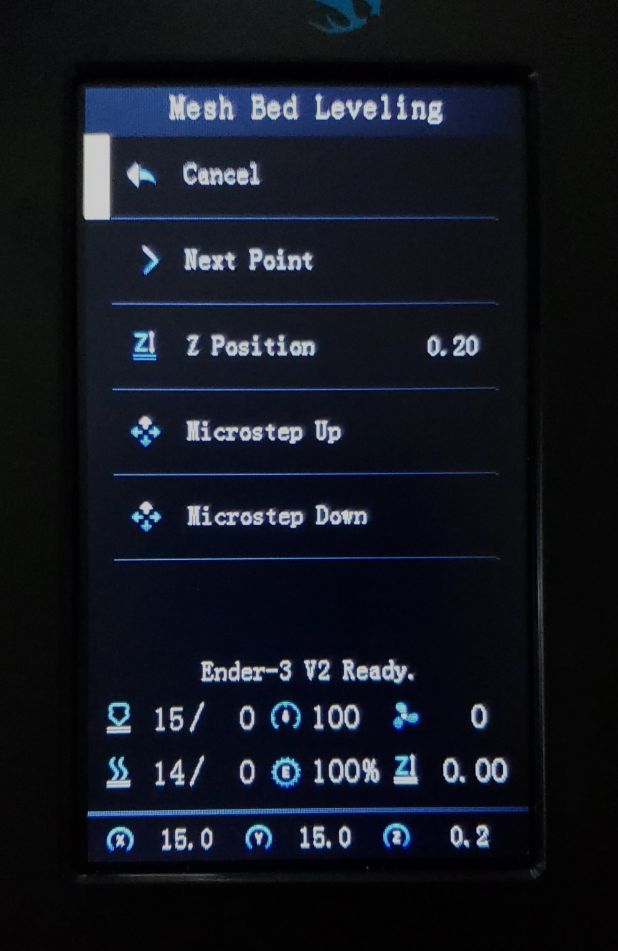 Mesh Bed Leveling
Cancel
Next Point
Z Position 0.20
Microstep Up
Microstep Down
Ender-3 V2 Ready.
15/ 0 100 0
14/ 0 E 100% Z 0.00
X 15.0 Y 15.0 Z 0.2